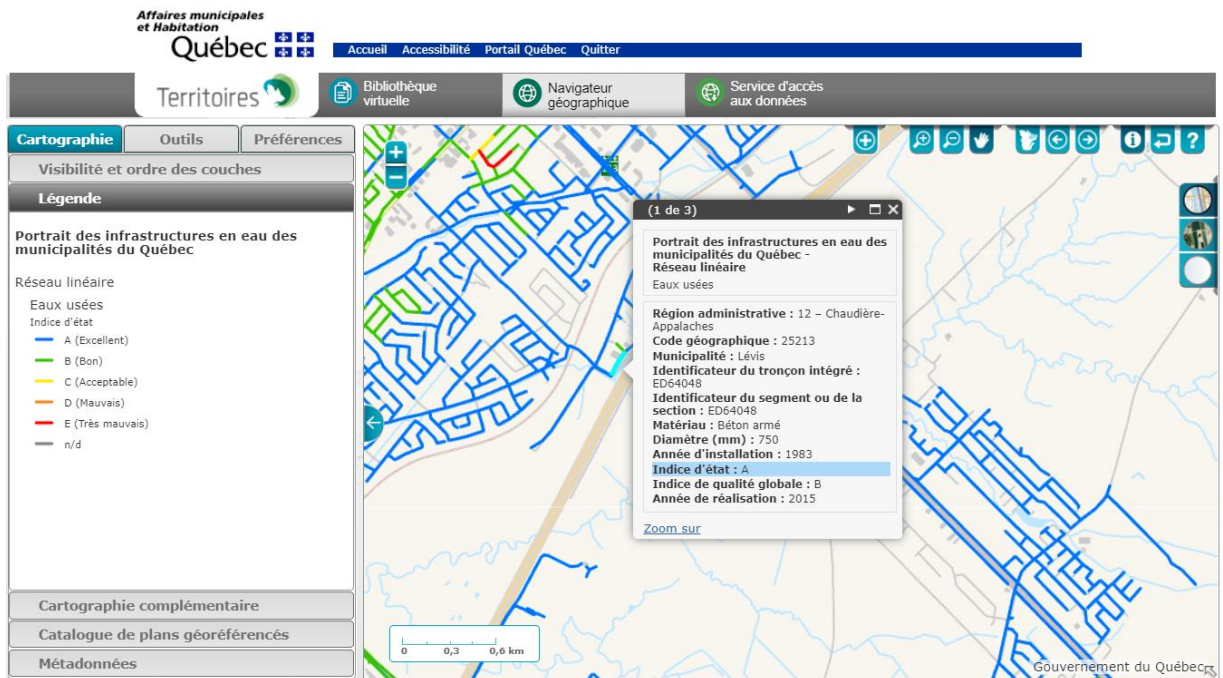 Affaires municipales
et Habitation
Québec
Accueil Accessibilité Portail Québec Quitter
Territoires
Bibliothèque
virtuelle
Navigateur
géographique
Service d'accès
aux données
Cartographie Outils Préférences
Visibilité et ordre des couches
Légende
Portrait des infrastructures en eau des
municipalités du Québec
Réseau linéaire
Eaux usées
Indice d'état
A (Excellent)
B (Bon)
C (Acceptable)
D (Mauvais)
E (Très mauvais)
n/d
Cartographie complémentaire
Catalogue de plans géoréférencés
Métadonnées
+
−
?
(1 de 3)
Portrait des infrastructures en eau des
municipalités du Québec -
Réseau linéaire
Eaux usées
Région administrative : 12 – Chaudière-
Appalaches
Code géographique : 25213
Municipalité : Lévis
Identificateur du tronçon intégré :
ED64048
Identificateur du segment ou de la
section : ED64048
Matériau : Béton armé
Diamètre (mm) : 750
Année d'installation : 1983
Indice d'état : A
Indice de qualité globale : B
Année de réalisation : 2015
Zoom sur
0 0,3 0,6 km
Gouvernement du Québec